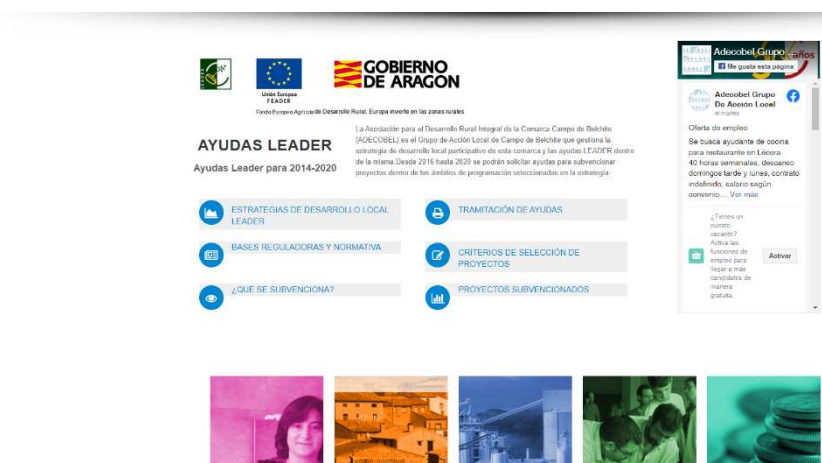 Unión Europea
FEADER
GOBIERNO
DE ARAGON
Fondo Europeo Agrícola de Desarrollo Rural: Europa invierte en las zonas rurales
AYUDAS LEADER
Ayudas Leader para 2014-2020
La Asociación para el Desarrollo Rural Integral de la Comarca Campo de Belchite
(ADECOBEL) es el Grupo de Acción Local de Campo de Belchite que gestiona la
estrategia de desarrollo local participativo de esta comarca y las ayudas LEADER dentro
de la misma.Desde 2016 hasta 2020 se podrán solicitar ayudas para subvencionar
proyectos dentro de los ámbitos de programación seleccionados en la estrategia
ESTRATEGIAS DE DESARROLLO LOCAL
LEADER
TRAMITACIÓN DE AYUDAS
BASES REGULADORAS Y NORMATIVA
CRITERIOS DE SELECCIÓN DE
PROYECTOS
¿QUE SE SUBVENCIONA?
PROYECTOS SUBVENCIONADOS
Adecobel Grupo
años
Me gusta esta página
Adecobel Grupo
De Acción Local
el martes
Oferta de empleo
Se busca ayudante de cocina
para restaurante en Lécera.
40 horas semanales, descanso
domingos tarde y lunes, contrato
indefinido, salario según
convenio.... Ver más
¿Tienes un
puesto
vacante?
Activa las
funciones de
empleo para
llegar a más
candidatos de
manera
gratuita.
Activar